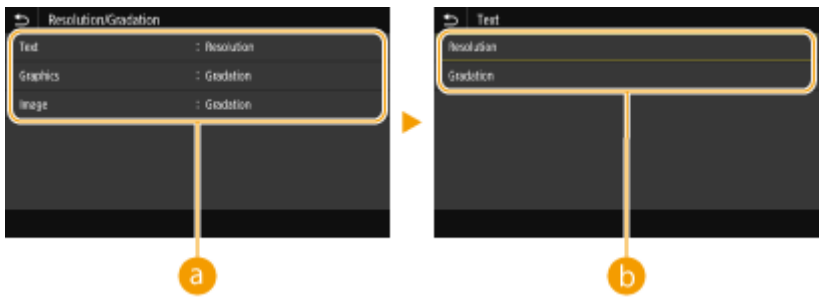 Resolution/Gradation
Text : Resolution
Graphics : Gradation
Image : Gradation
a
Text
Resolution
Gradation
b